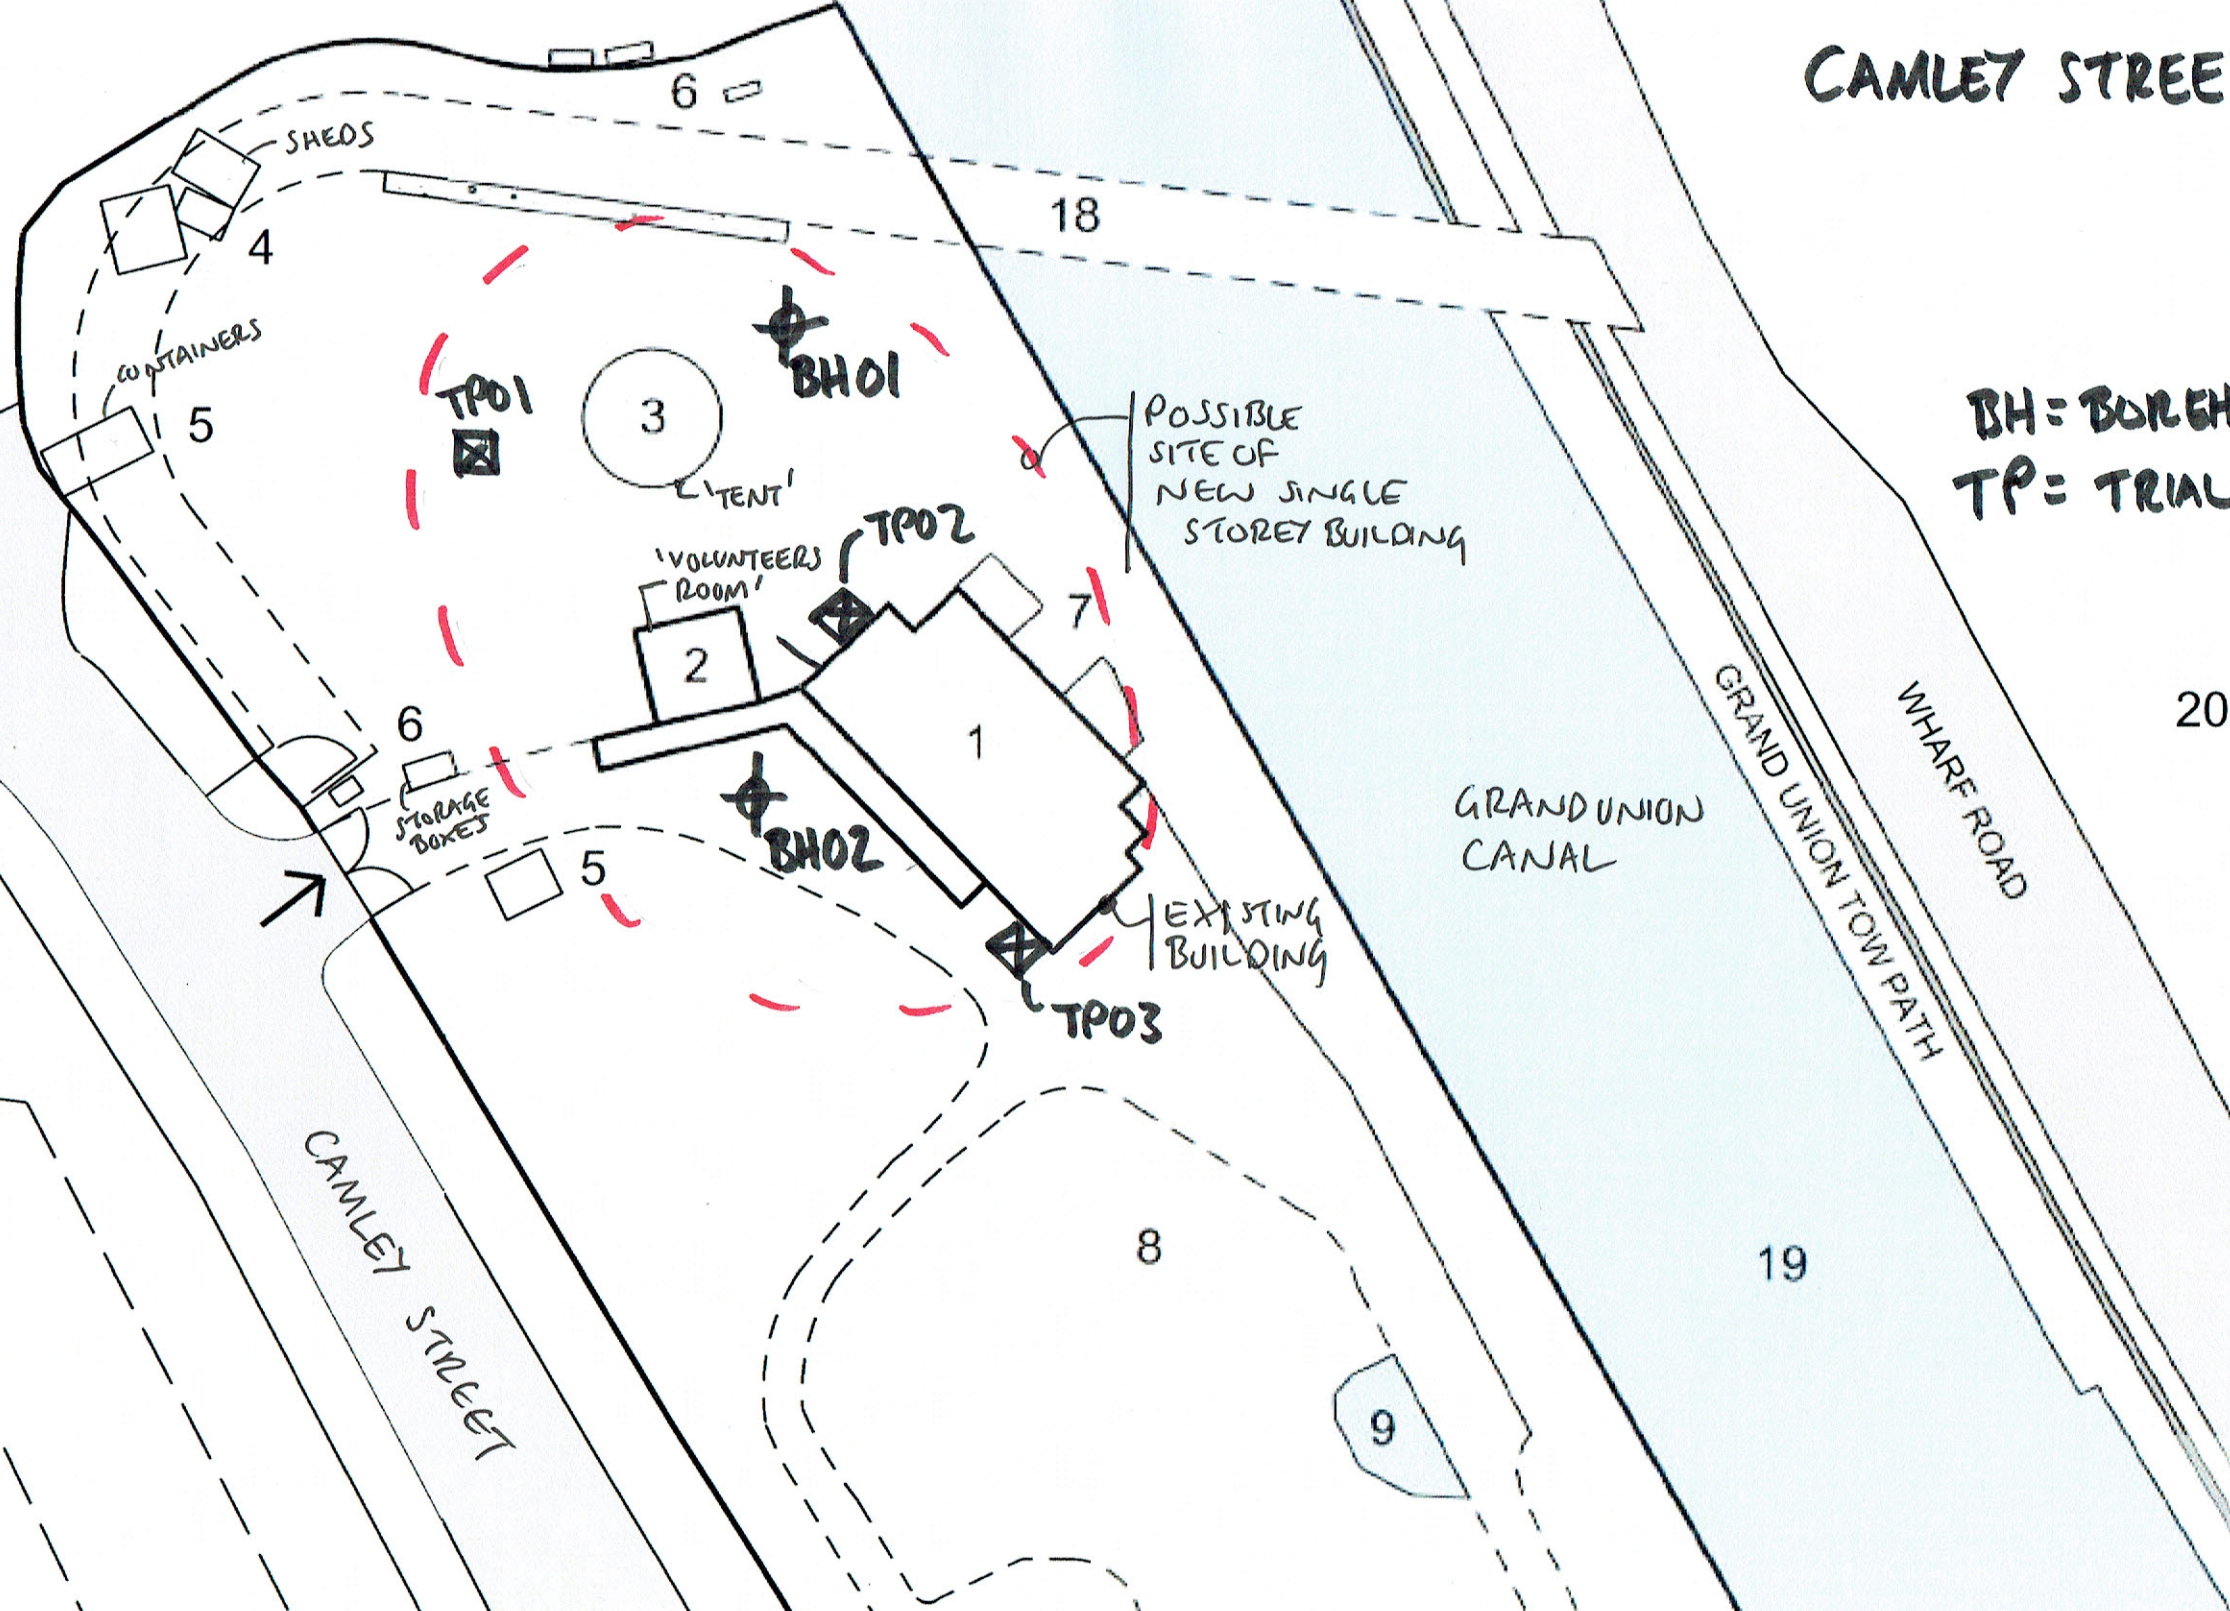 CAMLEY STREE
6
SHEDS
18
4
CONTAINERS
5
TP01
3
'TENT'
BH01
POSSIBLE
SITE OF
NEW SINGLE
STOREY BUILDING
BH = BOREH
TP = TRIAL
TP02
'VOLUNTEERS
ROOM'
7
2
6
1
20
STORAGE
BOXES
BH02
5
GRAND UNION
CANAL
GRAND UNION TOW PATH
WHARF ROAD
EXISTING
BUILDING
TP03
CAMLEY STREET
8
19
9